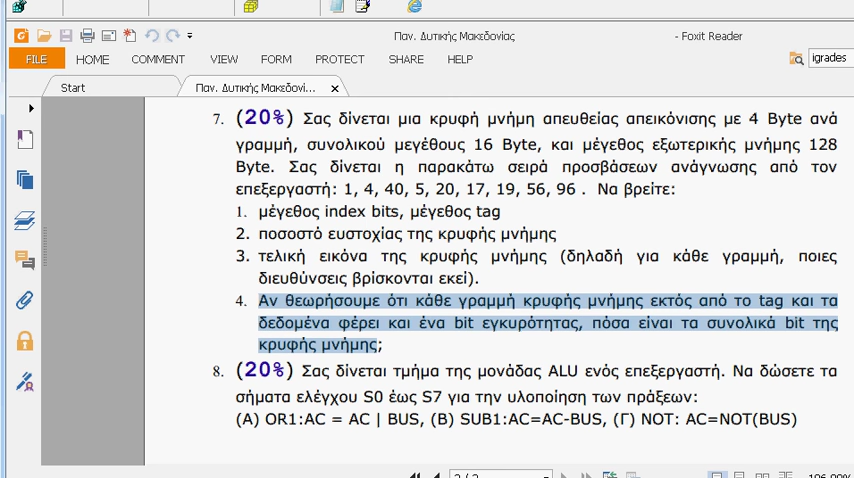 Παν. Δυτικής Μακεδονίας - Foxit Reader
FILE HOME COMMENT VIEW FORM PROTECT SHARE HELP igrades
Start Παν. Δυτικής Μακεδονί...
7. (20%) Σας δίνεται μια κρυφή μνήμη απευθείας απεικόνισης με 4 Byte ανά
γραμμή, συνολικού μεγέθους 16 Byte, και μέγεθος εξωτερικής μνήμης 128
Byte. Σας δίνεται η παρακάτω σειρά προσβάσεων ανάγνωσης από τον
επεξεργαστή: 1, 4, 40, 5, 20, 17, 19, 56, 96 . Να βρείτε:
1. μέγεθος index bits, μέγεθος tag
2. ποσοστό ευστοχίας της κρυφής μνήμης
3. τελική εικόνα της κρυφής μνήμης (δηλαδή για κάθε γραμμή, ποιες
διευθύνσεις βρίσκονται εκεί).
4. Αν θεωρήσουμε ότι κάθε γραμμή κρυφής μνήμης εκτός από το tag και τα
δεδομένα φέρει και ένα bit εγκυρότητας, πόσα είναι τα συνολικά bit της
κρυφής μνήμης;
8. (20%) Σας δίνεται τμήμα της μονάδας ALU ενός επεξεργαστή. Να δώσετε τα
σήματα ελέγχου S0 έως S7 για την υλοποίηση των πράξεων:
(Α) OR1:AC = AC | BUS, (Β) SUB1:AC=AC-BUS, (Γ) NOT: AC=NOT(BUS)